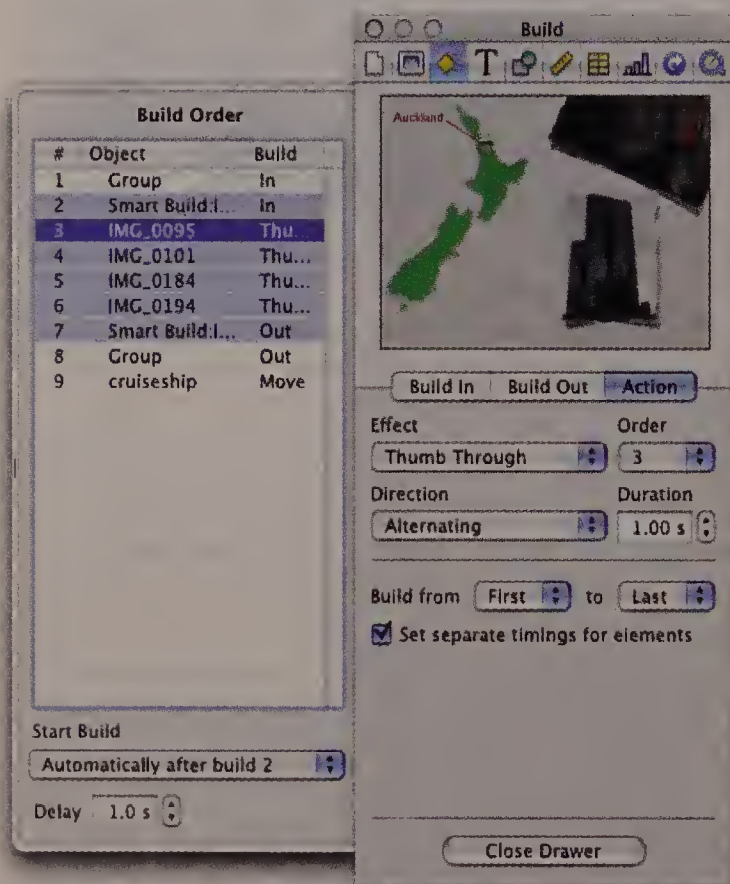 Build Order
# Object Build
1 Group In
2 Smart Build:I... In
3 IMG_0095 Thu...
4 IMG_0101 Thu...
5 IMG_0184 Thu...
6 IMG_0194 Thu...
7 Smart Build:I... Out
8 Group Out
9 cruiseship Move
Start Build
Automatically after build 2
Delay 1.0 s
Build
T
Auckland
Build In Build Out Action
Effect Order
Thumb Through 3
Direction Duration
Alternating 1.00 s
Build from First to Last
Set separate timings for elements
Close Drawer